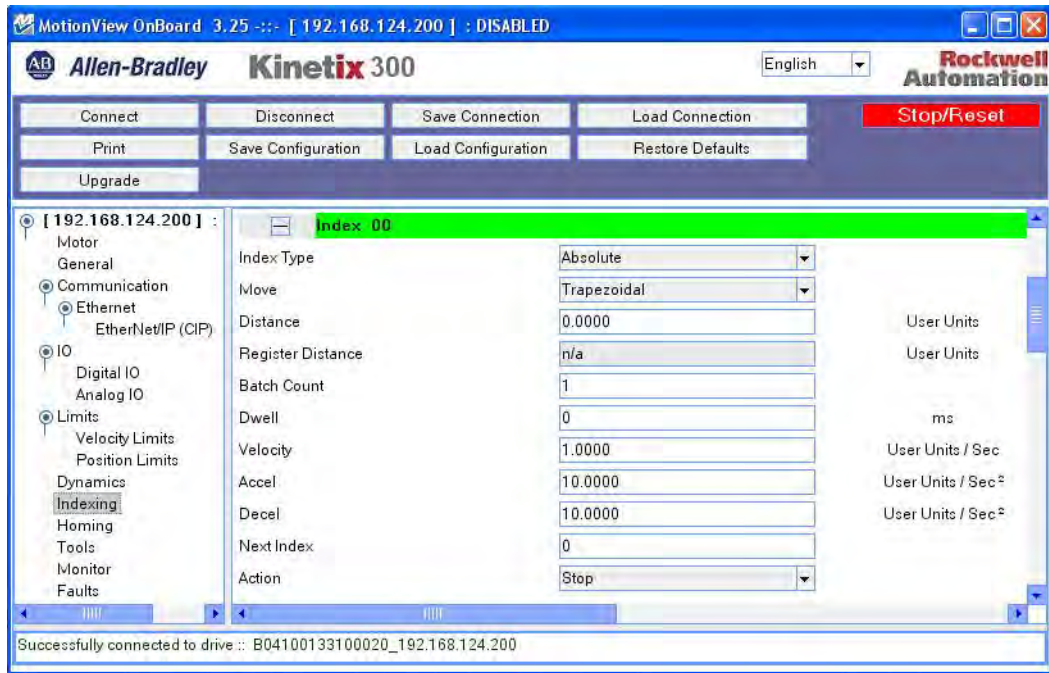 MotionView OnBoard 3.25 -::- [ 192.168.124.200 ] : DISABLED
AB Allen-Bradley Kinetix 300 English Rockwell Automation
Connect Disconnect Save Connection Load Connection Stop/Reset
Print Save Configuration Load Configuration Restore Defaults
Upgrade
[ 192.168.124.200 ] :
Motor
General
Communication
Ethernet
EtherNet/IP (CIP)
IO
Digital IO
Analog IO
Limits
Velocity Limits
Position Limits
Dynamics
Indexing
Homing
Tools
Monitor
Faults
Index 00
Index Type Absolute
Move Trapezoidal
Distance 0.0000 User Units
Register Distance n/a User Units
Batch Count 1
Dwell 0 ms
Velocity 1.0000 User Units / Sec
Accel 10.0000 User Units / Sec²
Decel 10.0000 User Units / Sec²
Next Index 0
Action Stop
Successfully connected to drive :: B04100133100020_192.168.124.200